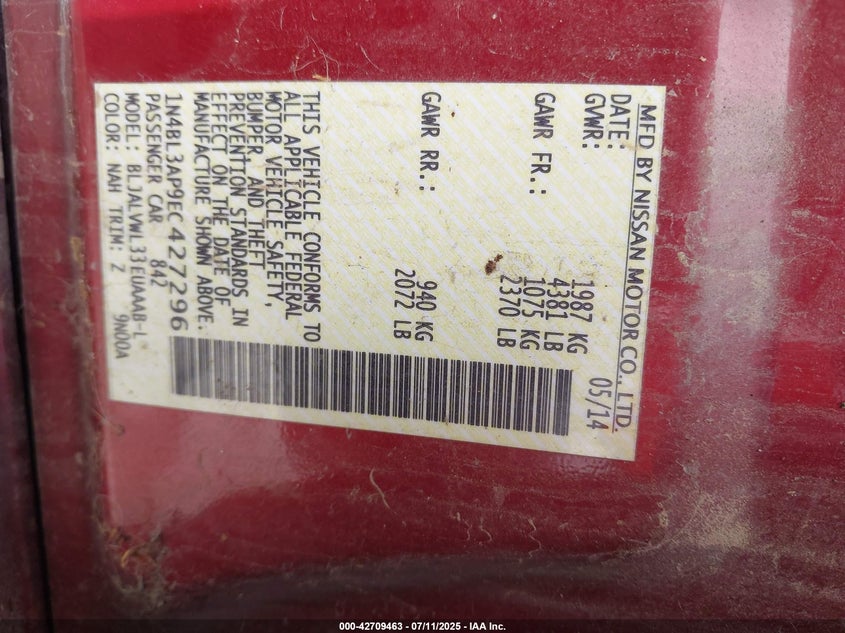 MFD BY NISSAN MOTOR CO., LTD.
DATE: 05/14
GVWR: 1987 KG
4381 LB
GAWR FR.: 1075 KG
2370 LB
GAWR RR.: 940 KG
2072 LB
THIS VEHICLE CONFORMS TO
ALL APPLICABLE FEDERAL
MOTOR VEHICLE SAFETY,
BUMPER, AND THEFT
PREVENTION STANDARDS IN
EFFECT ON THE DATE OF
MANUFACTURE SHOWN ABOVE.
1N4BL3AP9EC427296
PASSENGER CAR 842
MODEL: BLJALVWL33EUAAAB-L
COLOR: NAH TRIM: Z 9N00A
000-42709463 - 07/11/2025 - IAA Inc.